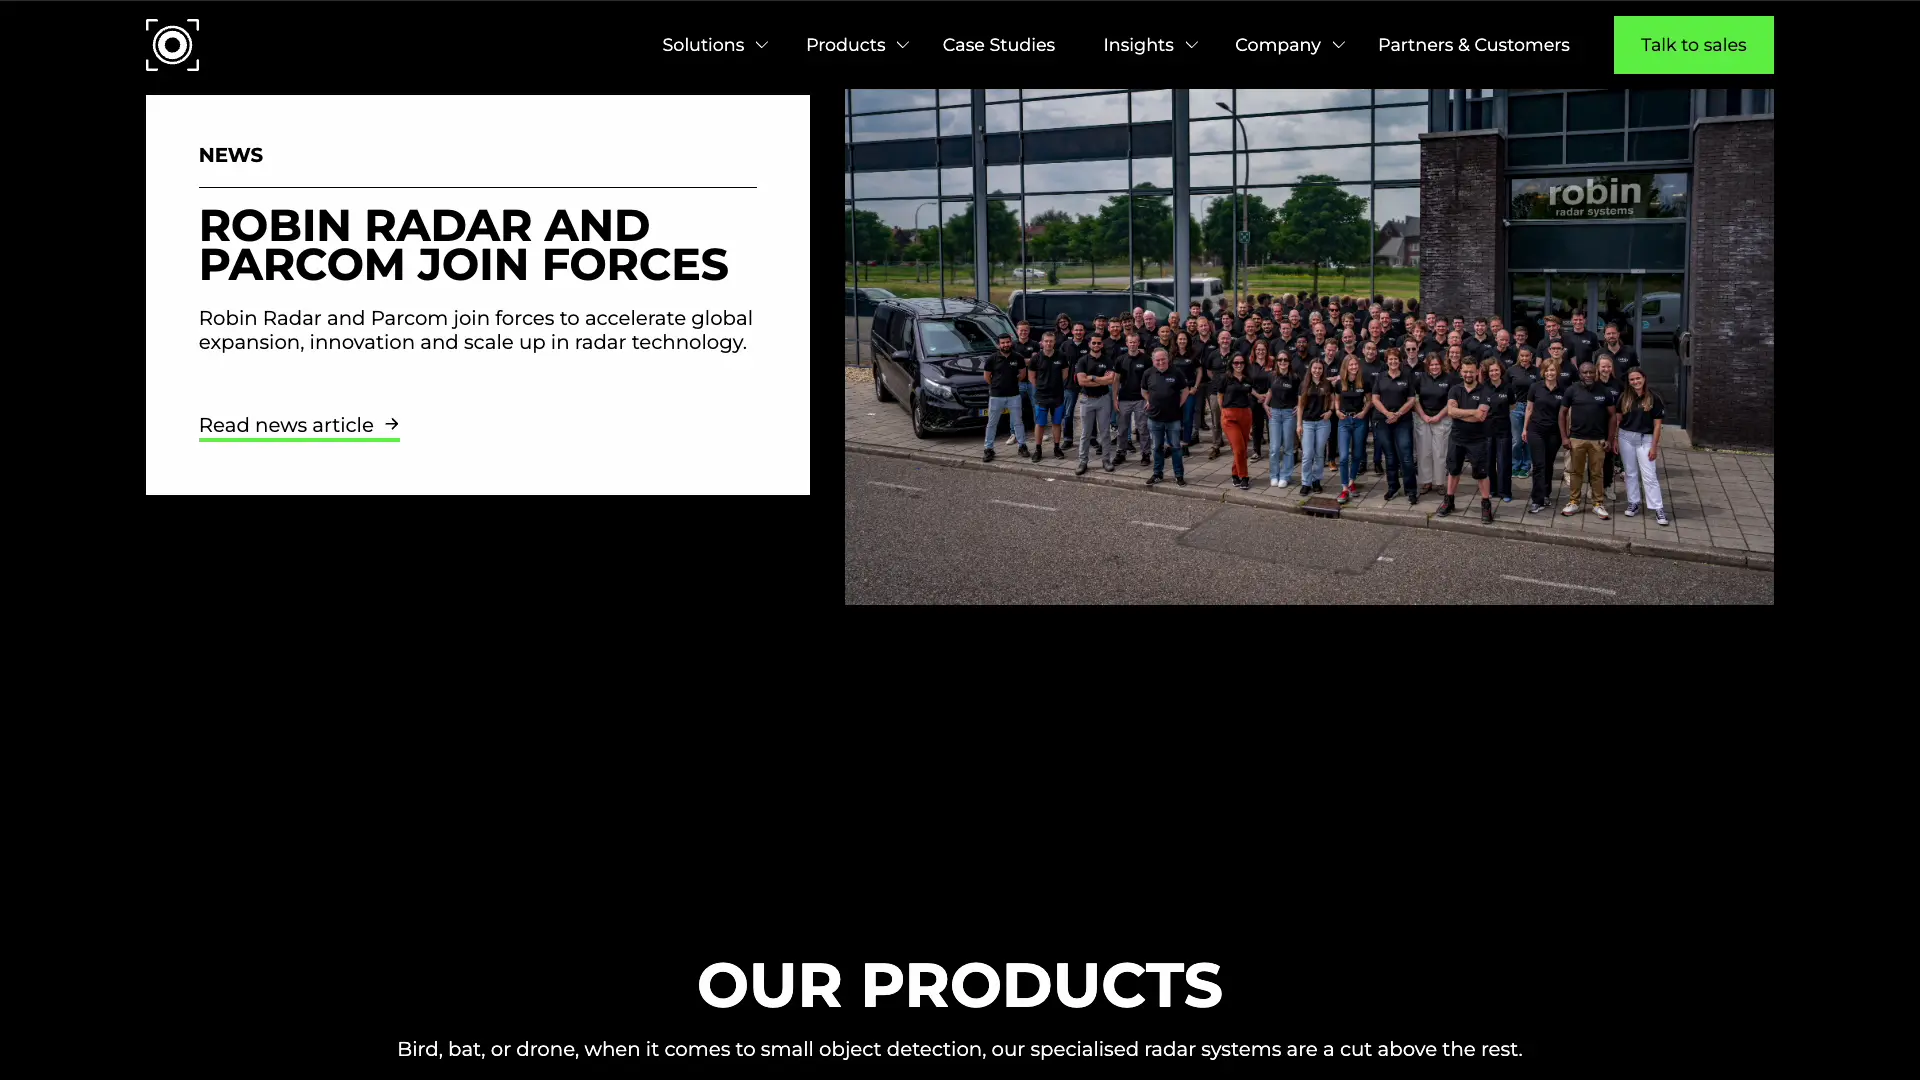 Solutions
Products
Case Studies
Insights
Company
Partners & Customers
Talk to sales
NEWS
ROBIN RADAR AND
PARCOM JOIN FORCES
Robin Radar and Parcom join forces to accelerate global
expansion, innovation and scale up in radar technology.
Read news article
robin
radar systems
OUR PRODUCTS
Bird, bat, or drone, when it comes to small object detection, our specialised radar systems are a cut above the rest.